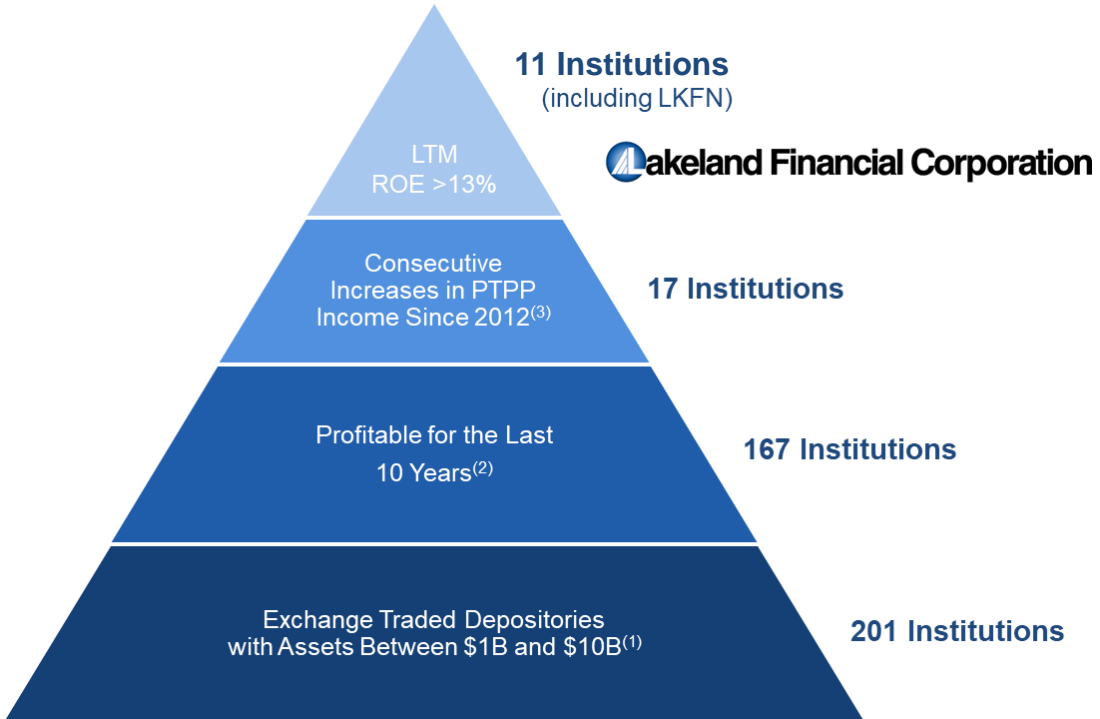 11 Institutions
(including LKFN)
LTM
ROE >13%
Lakeland Financial Corporation
Consecutive
Increases in PTPP
Income Since 2012(3)
17 Institutions
Profitable for the Last
10 Years(2)
167 Institutions
Exchange Traded Depositories
with Assets Between $1B and $10B(1)
201 Institutions